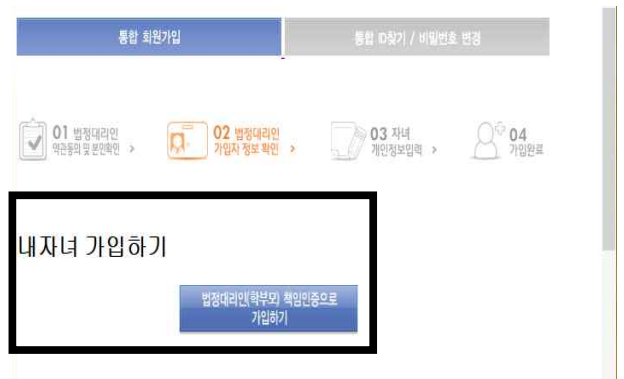 통합 회원가입
통합 ID찾기 / 비밀번호 변경
01 법정대리인
약관동의 및 본인확인 >
02 법정대리인
가입자 정보 확인 >
03 자녀
개인정보입력 >
04
가입완료
내자녀 가입하기
법정대리인(학부모) 책임인증으로
가입하기